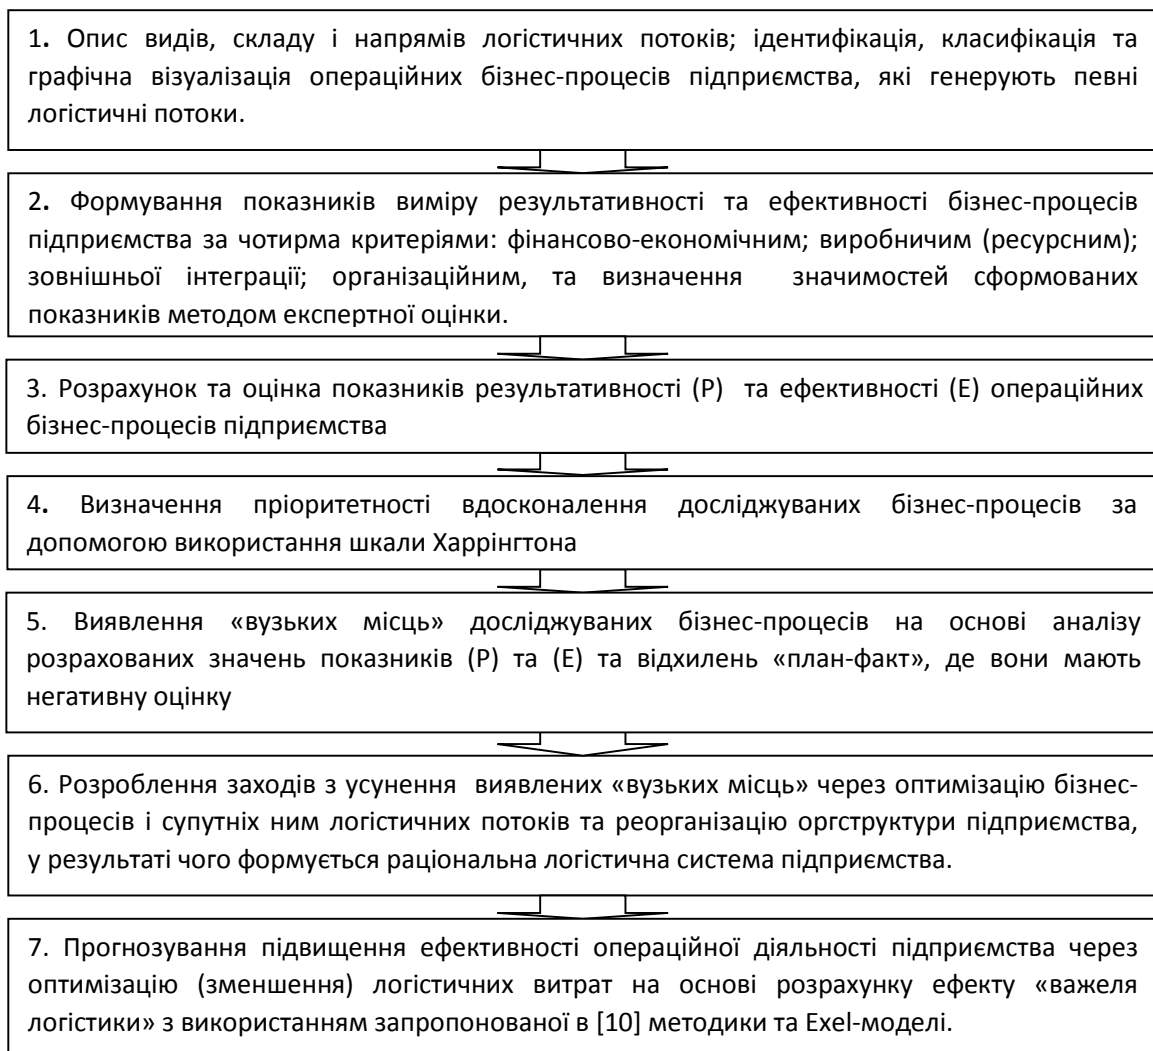 1. Опис видів, складу і напрямів логістичних потоків; ідентифікація, класифікація та
графічна візуалізація операційних бізнес-процесів підприємства, які генерують певні
логістичні потоки.
2. Формування показників виміру результативності та ефективності бізнес-процесів
підприємства за чотирма критеріями: фінансово-економічним; виробничим (ресурсним);
зовнішньої інтеграції; організаційним, та визначення значимостей сформованих
показників методом експертної оцінки.
3. Розрахунок та оцінка показників результативності (Р) та ефективності (Е) операційних
бізнес-процесів підприємства
4. Визначення пріоритетності вдосконалення досліджуваних бізнес-процесів за
допомогою використання шкали Харрінгтона
5. Виявлення «вузьких місць» досліджуваних бізнес-процесів на основі аналізу
розрахованих значень показників (Р) та (Е) та відхилень «план-факт», де вони мають
негативну оцінку
6. Розроблення заходів з усунення виявлених «вузьких місць» через оптимізацію бізнес-
процесів і супутніх ним логістичних потоків та реорганізацію оргструктури підприємства,
у результаті чого формується раціональна логістична система підприємства.
7. Прогнозування підвищення ефективності операційної діяльності підприємства через
оптимізацію (зменшення) логістичних витрат на основі розрахунку ефекту «важеля
логістики» з використанням запропонованої в [10] методики та Exel-моделі.